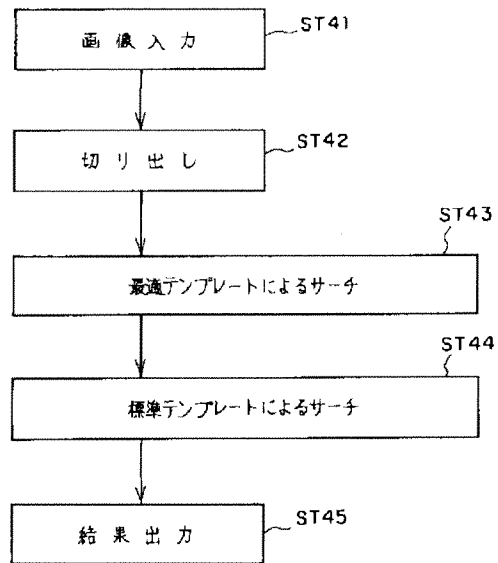 画像入力
ST41
切り出し
ST42
ST43
最適テンプレートによるサーチ
ST44
標準テンプレートによるサーチ
結果出力
ST45